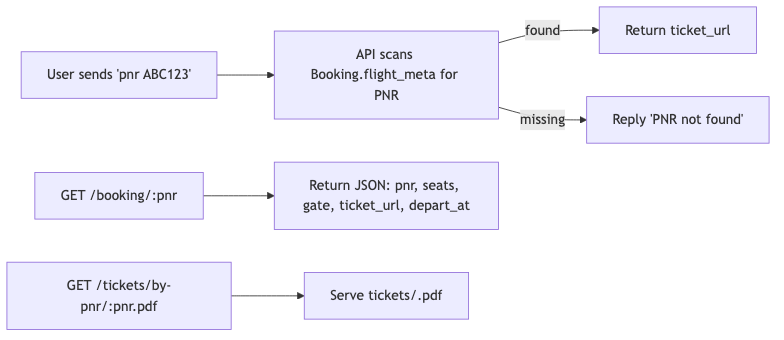 User sends 'pnr ABC123'
API scans
Booking.flight_meta for
PNR
found
Return ticket_url
missing
Reply 'PNR not found'
GET /booking/:pnr
Return JSON: pnr, seats,
gate, ticket_url, depart_at
GET /tickets/by-
pnr/:pnr.pdf
Serve tickets/.pdf